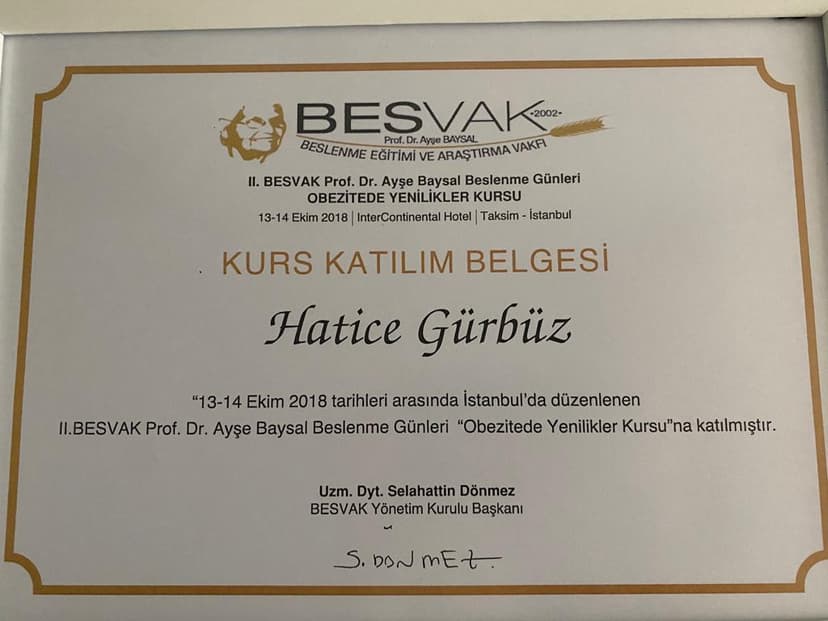 BESVAK
•2002•
Prof. Dr. Ayşe BAYSAL
BESLENME EĞİTİMİ VE ARAŞTIRMA VAKFI
II. BESVAK Prof. Dr. Ayşe Baysal Beslenme Günleri
OBEZİTEDE YENİLİKLER KURSU
13-14 Ekim 2018 | InterContinental Hotel | Taksim - İstanbul
KURS KATILIM BELGESİ
Hatice Gürbüz
“13-14 Ekim 2018 tarihleri arasında İstanbul’da düzenlenen
II.BESVAK Prof. Dr. Ayşe Baysal Beslenme Günleri “Obezitede Yenilikler Kursu”na katılmıştır.
Uzm. Dyt. Selahattin Dönmez
BESVAK Yönetim Kurulu Başkanı
S. DONMEZ.